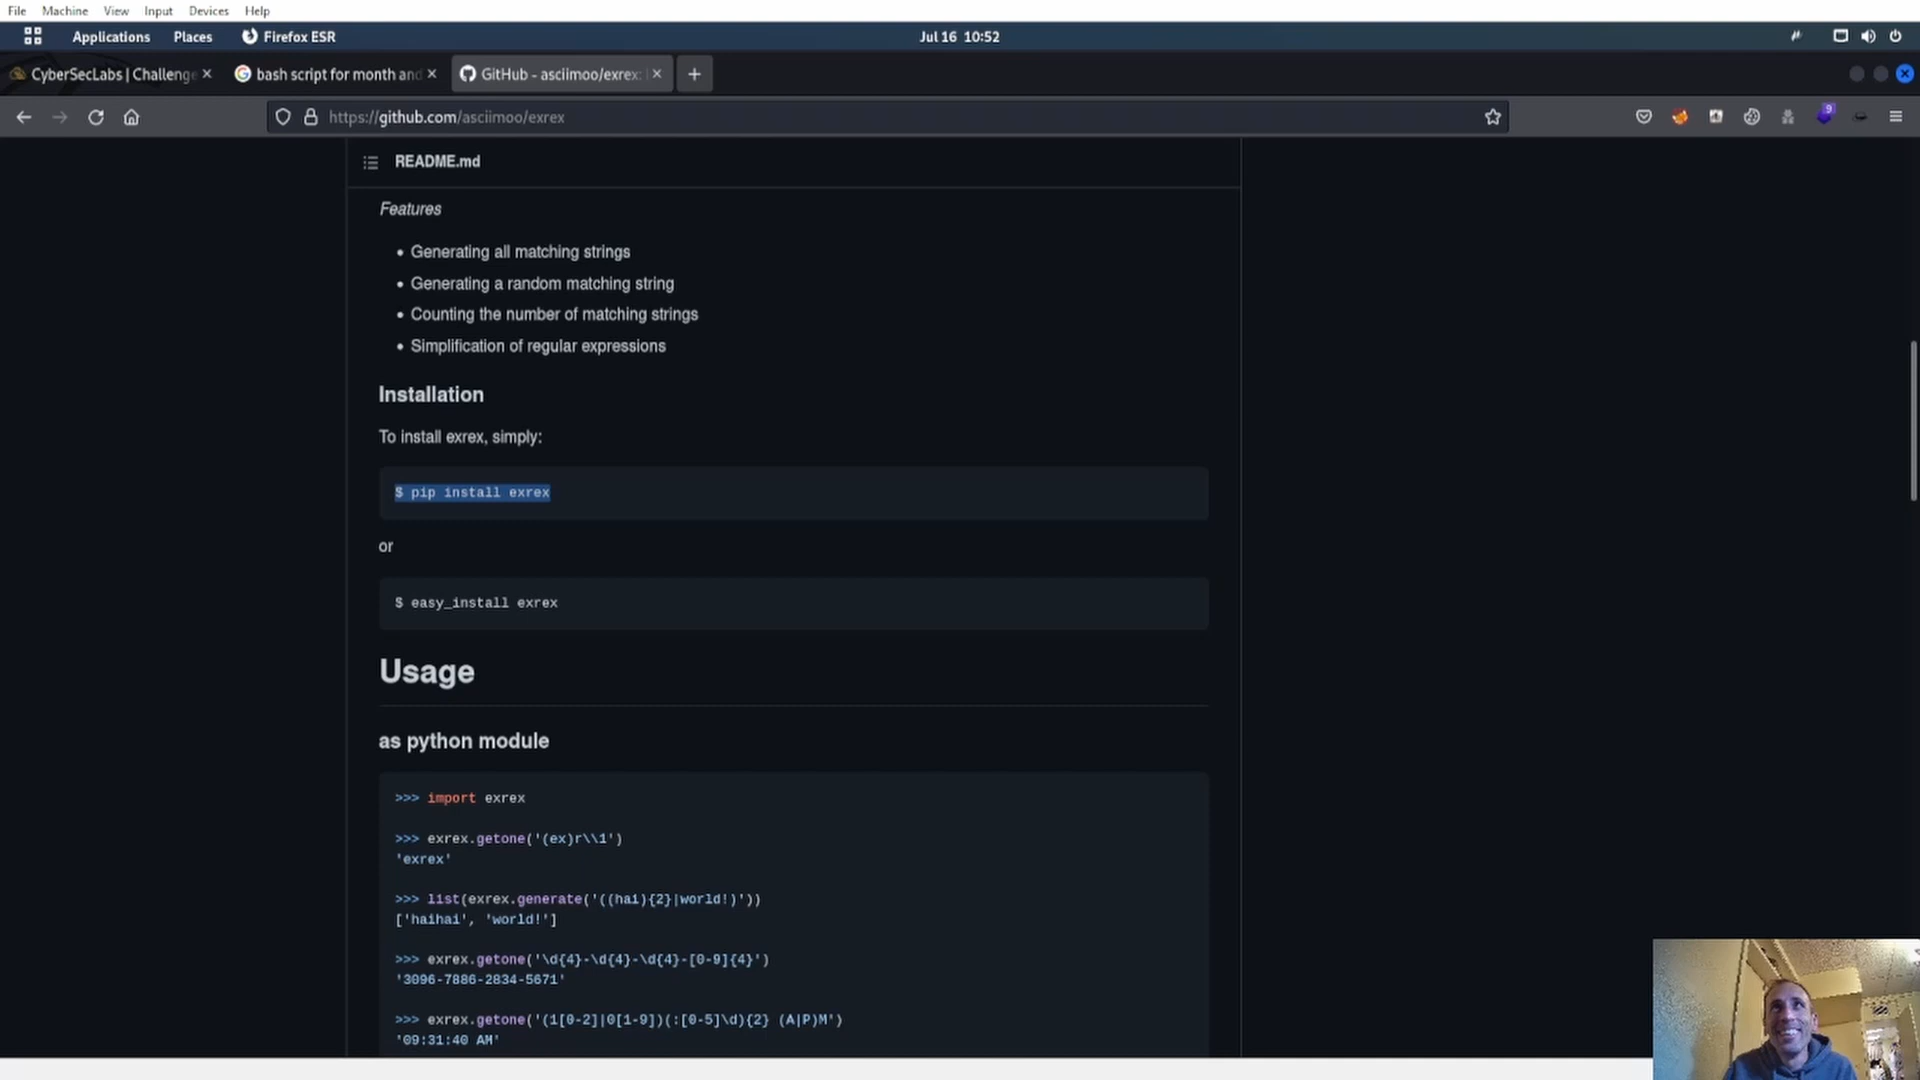 File Machine View Input Devices Help
Applications Places Firefox ESR Jul 16 10:52
CyberSecLabs | Challenge bash script for month and GitHub - asciimoo/exrex:
https://github.com/asciimoo/exrex 9
README.md
Features
Generating all matching strings
Generating a random matching string
Counting the number of matching strings
Simplification of regular expressions
Installation
To install exrex, simply:
$ pip install exrex
or
$ easy_install exrex
Usage
as python module
>>> import exrex
>>> exrex.getone('(ex)r\\1')
'exrex'
>>> list(exrex.generate('((hai){2}|world!)'))
['haihai', 'world!']
>>> exrex.getone('\d{4}-\d{4}-\d{4}-[0-9]{4}')
'3096-7886-2834-5671'
>>> exrex.getone('(1[0-2]|0[1-9])(:[0-5]\d){2} (A|P)M')
'09:31:40 AM'